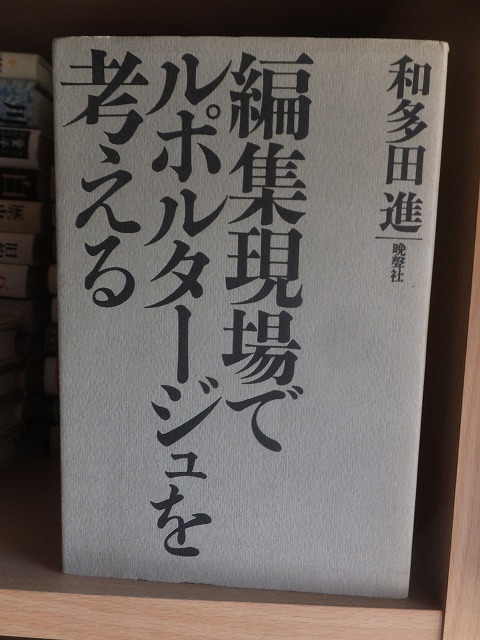 和多田進
晩聲社
編集現場で
ルポルタージュを
考える